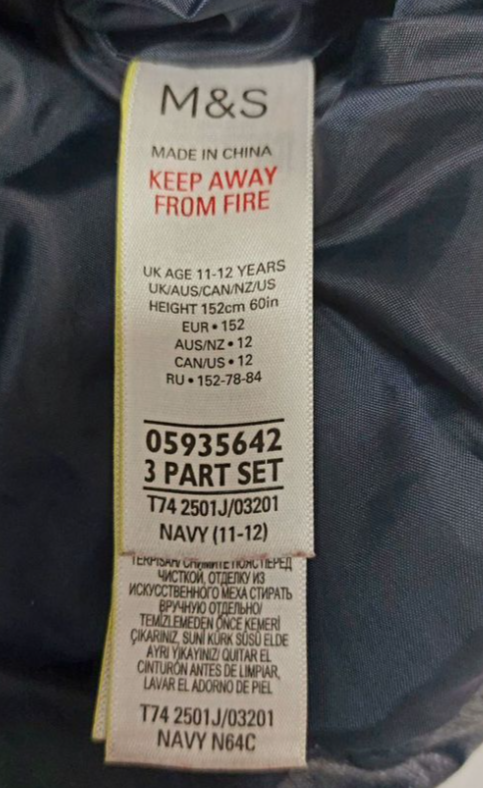 M&S
MADE IN CHINA
KEEP AWAY
FROM FIRE
UK AGE 11-12 YEARS
UK/AUS/CAN/NZ/US
HEIGHT 152cm 60in
EUR • 152
AUS/NZ • 12
CAN/US • 12
RU • 152-78-84
05935642
3 PART SET
T74 2501J/03201
NAVY (11-12)
СНИМИТЕ ПОЯС ПЕРЕД
ЧИСТКОЙ, ОТДЕЛКУ ИЗ
ИСКУССТВЕННОГО МЕХА СТИРАТЬ
ВРУЧНУЮ ОТДЕЛЬНО/
TEMİZLEMEDEN ÖNCE KEMERİ
ÇIKARINIZ, SUNİ KÜRK SÜSÜ ELDE
AYRI YIKAYINIZ/ QUITAR EL
CINTURÓN ANTES DE LIMPIAR,
LAVAR EL ADORNO DE PIEL
T74 2501J/03201
NAVY N64C